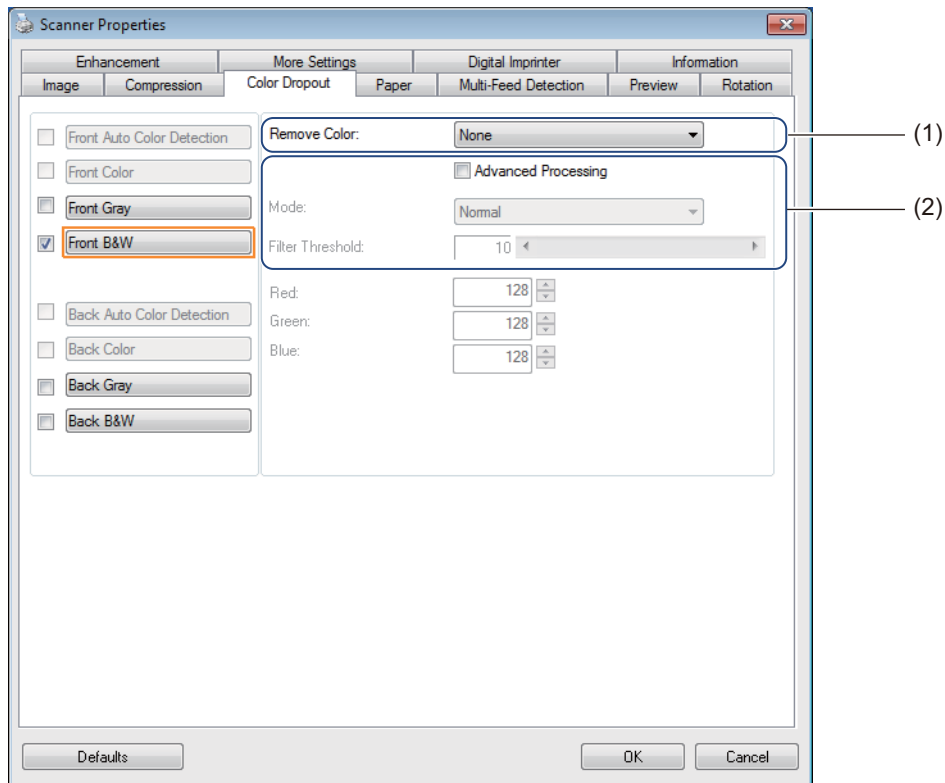 Scanner Properties
Enhancement More Settings Digital Imprinter Information
Image Compression Color Dropout Paper Multi-Feed Detection Preview Rotation
Front Auto Color Detection
Front Color
Front Gray
Front B&W
Back Auto Color Detection
Back Color
Back Gray
Back B&W
Remove Color: None (1)
Advanced Processing
Mode: Normal (2)
Filter Threshold: 10
Red: 128
Green: 128
Blue: 128
Defaults OK Cancel